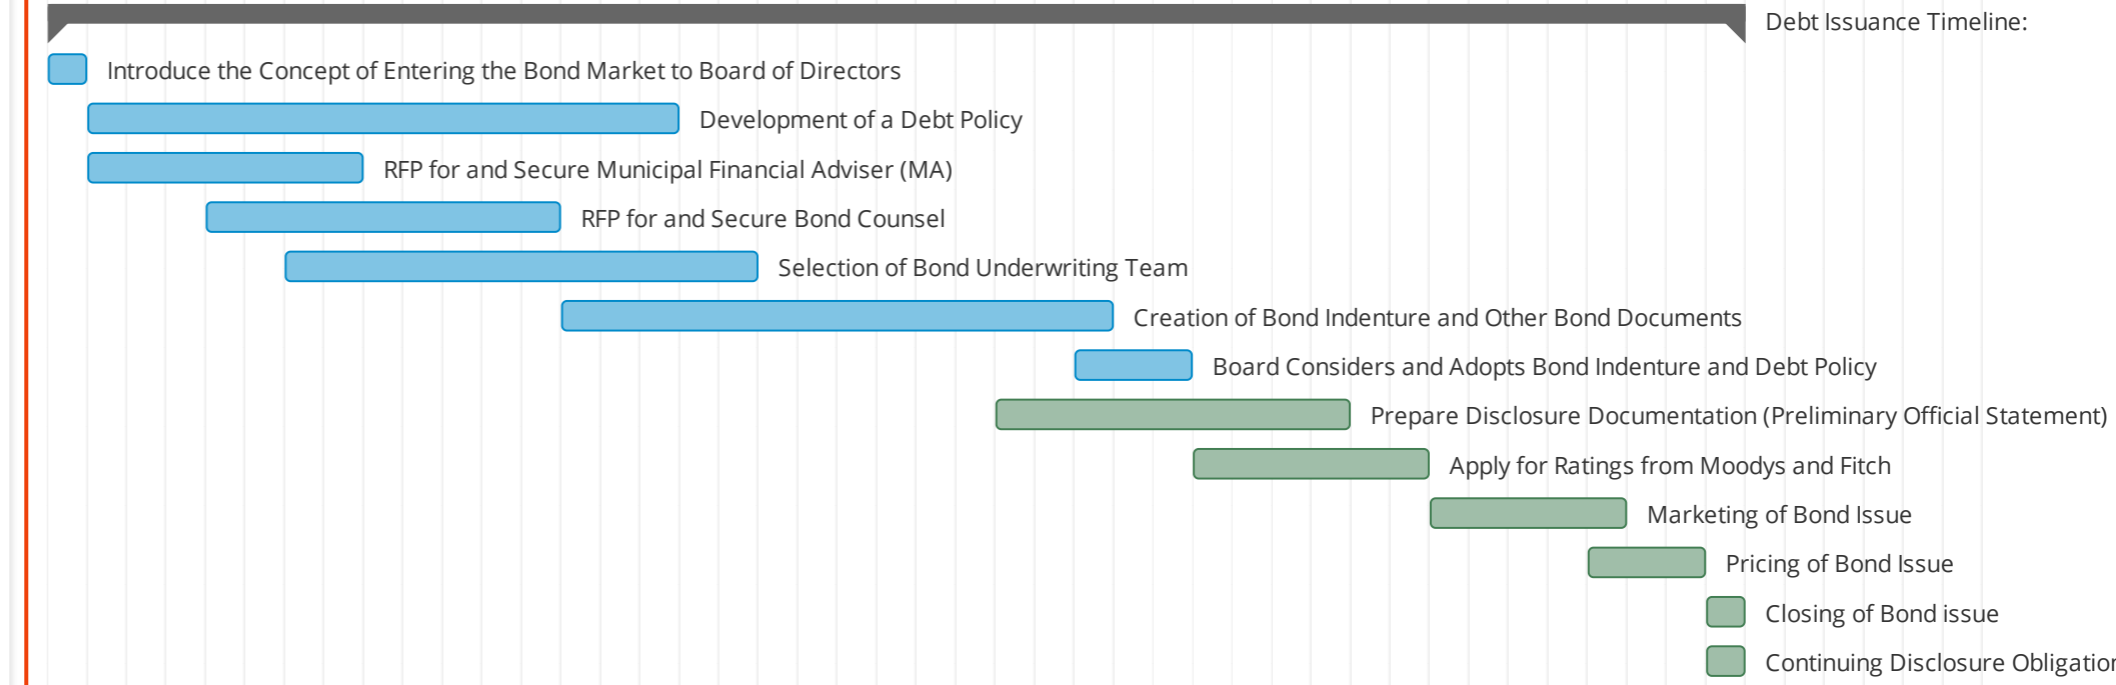 Debt Issuance Timeline:
Introduce the Concept of Entering the Bond Market to Board of Directors
Development of a Debt Policy
RFP for and Secure Municipal Financial Adviser (MA)
RFP for and Secure Bond Counsel
Selection of Bond Underwriting Team
Creation of Bond Indenture and Other Bond Documents
Board Considers and Adopts Bond Indenture and Debt Policy
Prepare Disclosure Documentation (Preliminary Official Statement)
Apply for Ratings from Moodys and Fitch
Marketing of Bond Issue
Pricing of Bond Issue
Closing of Bond issue
Continuing Disclosure Obligation